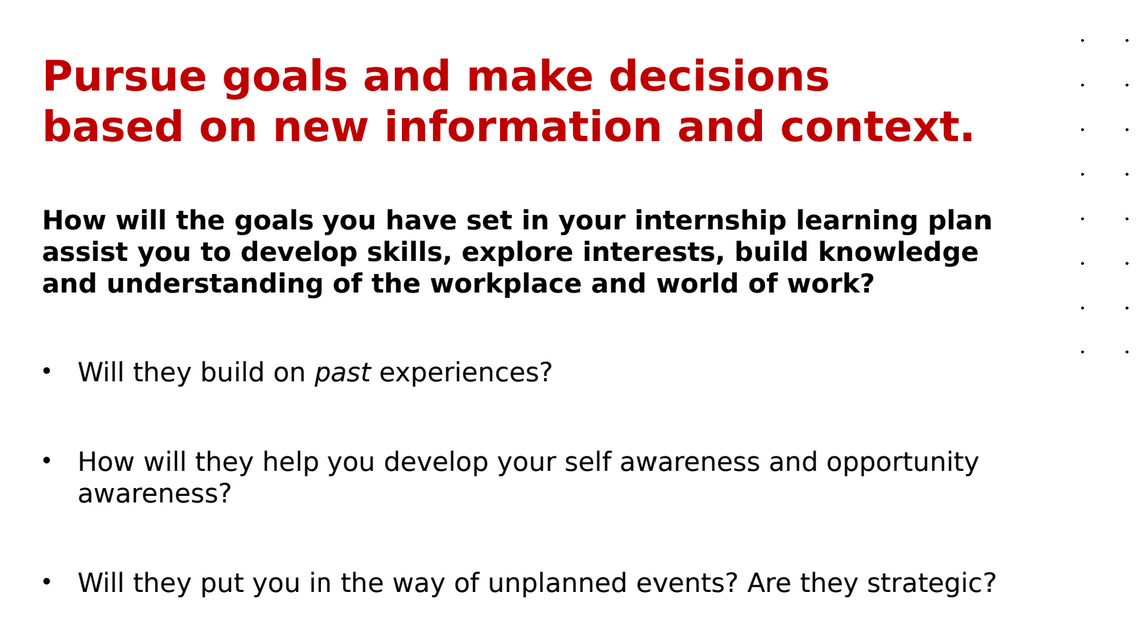 Pursue goals and make decisions
based on new information and context.
How will the goals you have set in your internship learning plan
assist you to develop skills, explore interests, build knowledge
and understanding of the workplace and world of work?
• Will they build on past experiences?
• How will they help you develop your self awareness and opportunity
awareness?
• Will they put you in the way of unplanned events? Are they strategic?